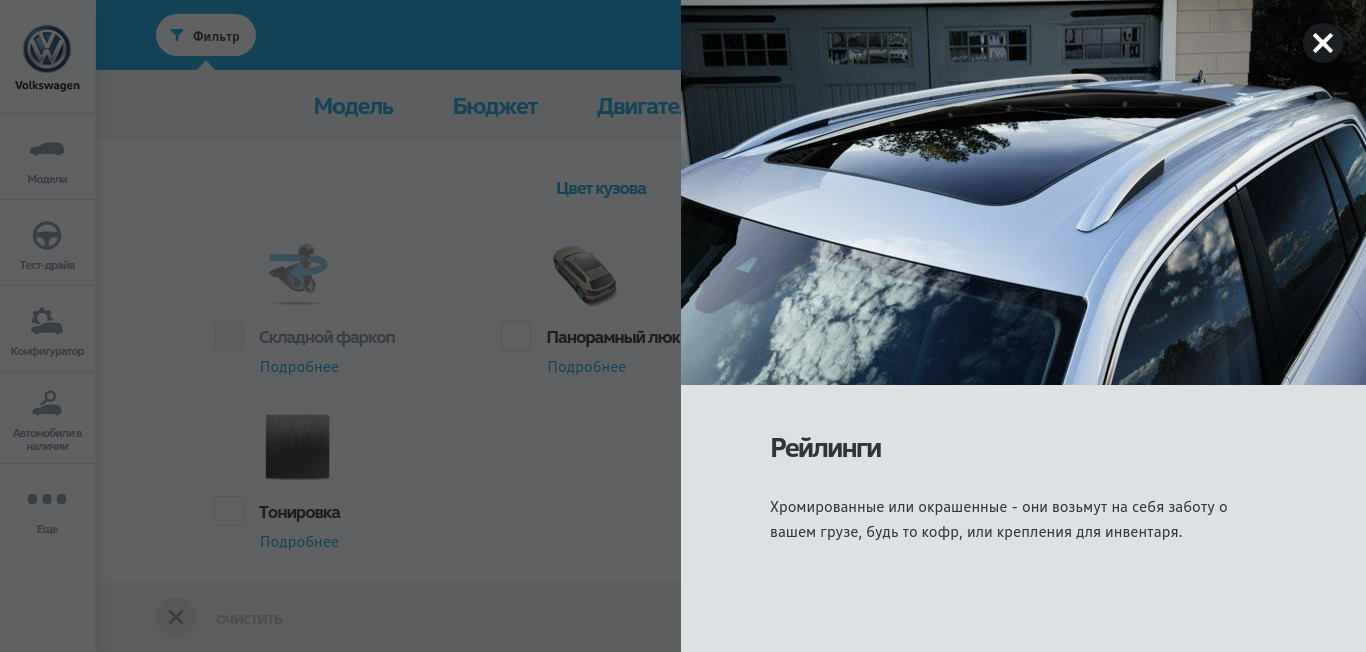 Volkswagen
Модели
Тест-драйв
Конфигуратор
Автомобили в
наличии
Еще
Фильтр
Модель Бюджет
Цвет кузова
Складной фаркоп
Подробнее
Панорамный люк
Подробнее
Тонировка
Подробнее
ОЧИСТИТЬ
Рейлинги
Хромированные или окрашенные - они возьмут на себя заботу о
вашем грузе, будь то кофр, или крепления для инвентаря.